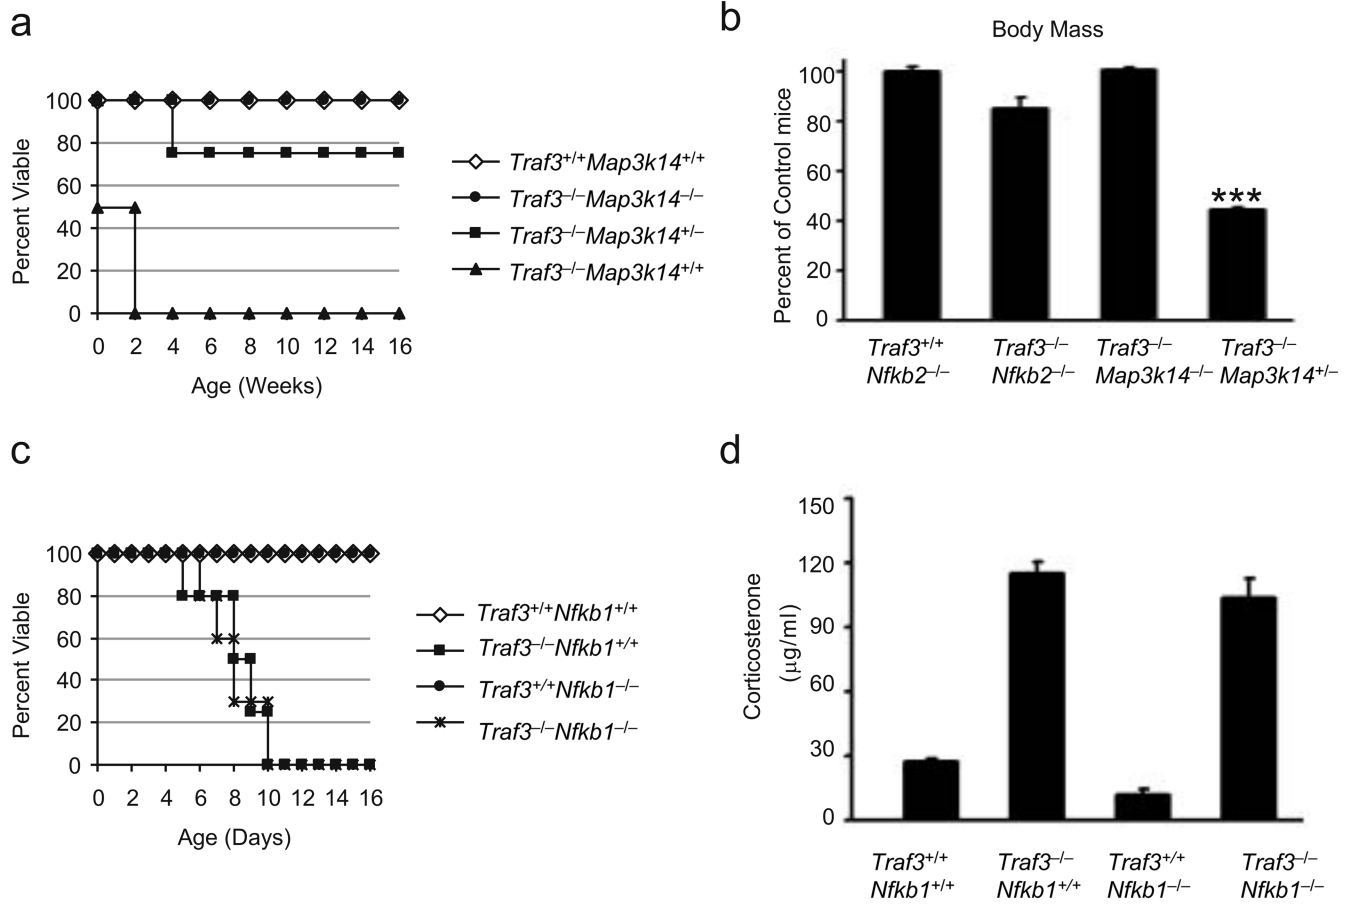 a
100
80
60
40
20
0
Percent Viable
0 2 4 6 8 10 12 14 16
Age (Weeks)
Traf3+/+Map3k14+/+
Traf3–/–Map3k14–/–
Traf3–/–Map3k14+/–
Traf3–/–Map3k14+/+
b
Body Mass
100
80
60
40
20
0
Percent of Control mice
***
Traf3+/+ Traf3–/– Traf3–/– Traf3–/–
Nfkb2–/– Nfkb2–/– Map3k14–/– Map3k14+/–
c
100
80
60
40
20
0
Percent Viable
0 2 4 6 8 10 12 14 16
Age (Days)
Traf3+/+Nfkb1+/+
Traf3–/–Nfkb1+/+
Traf3+/+Nfkb1–/–
Traf3–/–Nfkb1–/–
d
150
120
90
60
30
0
Corticosterone
(µg/ml)
Traf3+/+ Traf3–/– Traf3+/+ Traf3–/–
Nfkb1+/+ Nfkb1+/+ Nfkb1–/– Nfkb1–/–